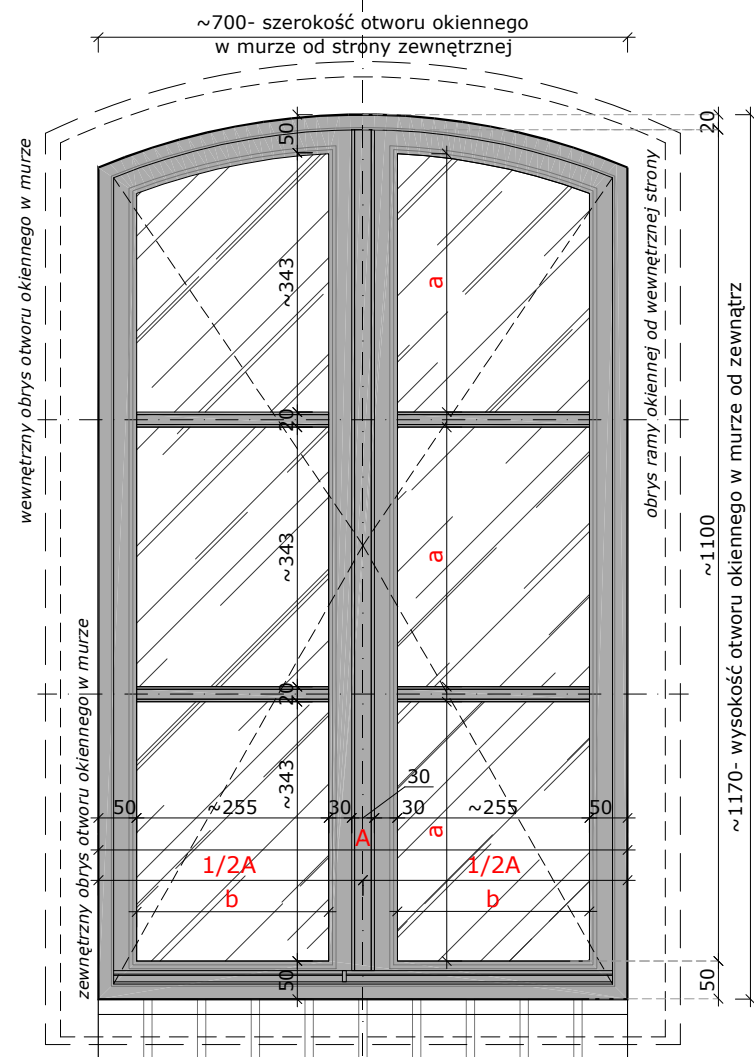 ~700- szerokość otworu okiennego
w murze od strony zewnętrznej
50
20
wewnętrzny obrys otworu okiennego w murze
obrys ramy okiennej od wewnętrznej strony
~343
a
20
~343
a
~1100
~1170- wysokość otworu okiennego w murze od zewnątrz
20
zewnętrzny obrys otworu okiennego w murze
~343
30
50
~255
30
30
~255
50
A
a
1/2A
1/2A
b
b
50
50